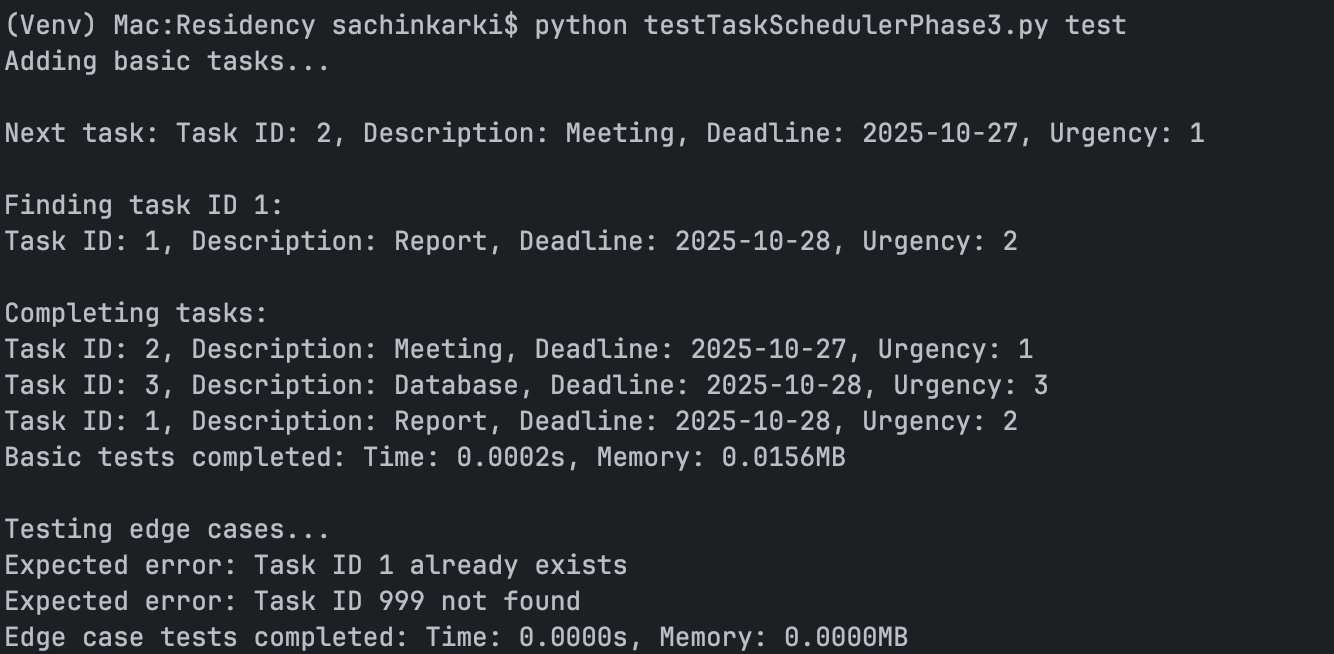 (Venv) Mac:Residency sachinkarki$ python testTaskSchedulerPhase3.py test
Adding basic tasks...
Next task: Task ID: 2, Description: Meeting, Deadline: 2025-10-27, Urgency: 1
Finding task ID 1:
Task ID: 1, Description: Report, Deadline: 2025-10-28, Urgency: 2
Completing tasks:
Task ID: 2, Description: Meeting, Deadline: 2025-10-27, Urgency: 1
Task ID: 3, Description: Database, Deadline: 2025-10-28, Urgency: 3
Task ID: 1, Description: Report, Deadline: 2025-10-28, Urgency: 2
Basic tests completed: Time: 0.0002s, Memory: 0.0156MB
Testing edge cases...
Expected error: Task ID 1 already exists
Expected error: Task ID 999 not found
Edge case tests completed: Time: 0.0000s, Memory: 0.0000MB